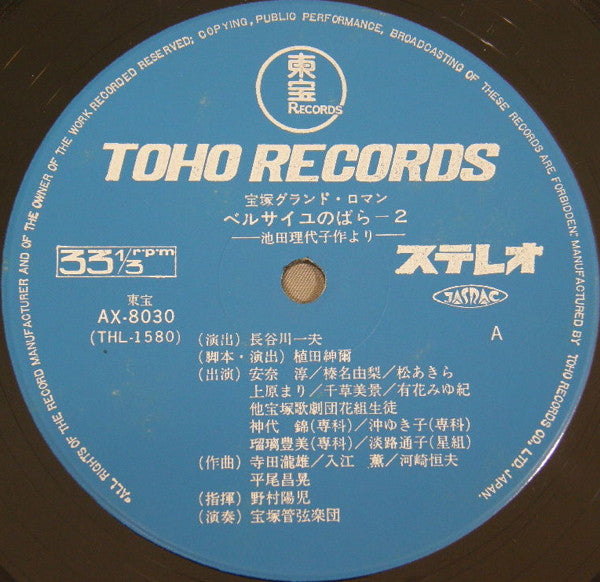 東宝
RECORDS
TOHO RECORDS
宝塚グランド・ロマン
ベルサイユのばら－2
—池田理代子作より—
33 1/3 rpm
ステレオ
JASRAC
東宝
AX-8030
(THL-1580)
A
(演出) 長谷川一夫
(脚本・演出) 植田紳爾
(出演) 安奈 淳/榛名由梨/松あきら
上原まり/千草美景/有花みゆ紀
他宝塚歌劇団花組生徒
神代 錦(専科)/沖ゆき子(専科)
瑠璃豊美(専科)/淡路通子(星組)
(作曲) 寺田瀧雄/入江 薫/河崎恒夫
平尾昌晃
(指揮) 野村陽児
(演奏) 宝塚管弦楽団
"ALL RIGHTS OF THE RECORD MANUFACTURER AND OF THE OWNER OF THE WORK RECORDED RESERVED; COPYING, PUBLIC PERFORMANCE, BROADCASTING OF THESE RECORDS ARE FORBIDDEN" MANUFACTURED BY TOHO RECORDS CO., LTD. JAPAN.